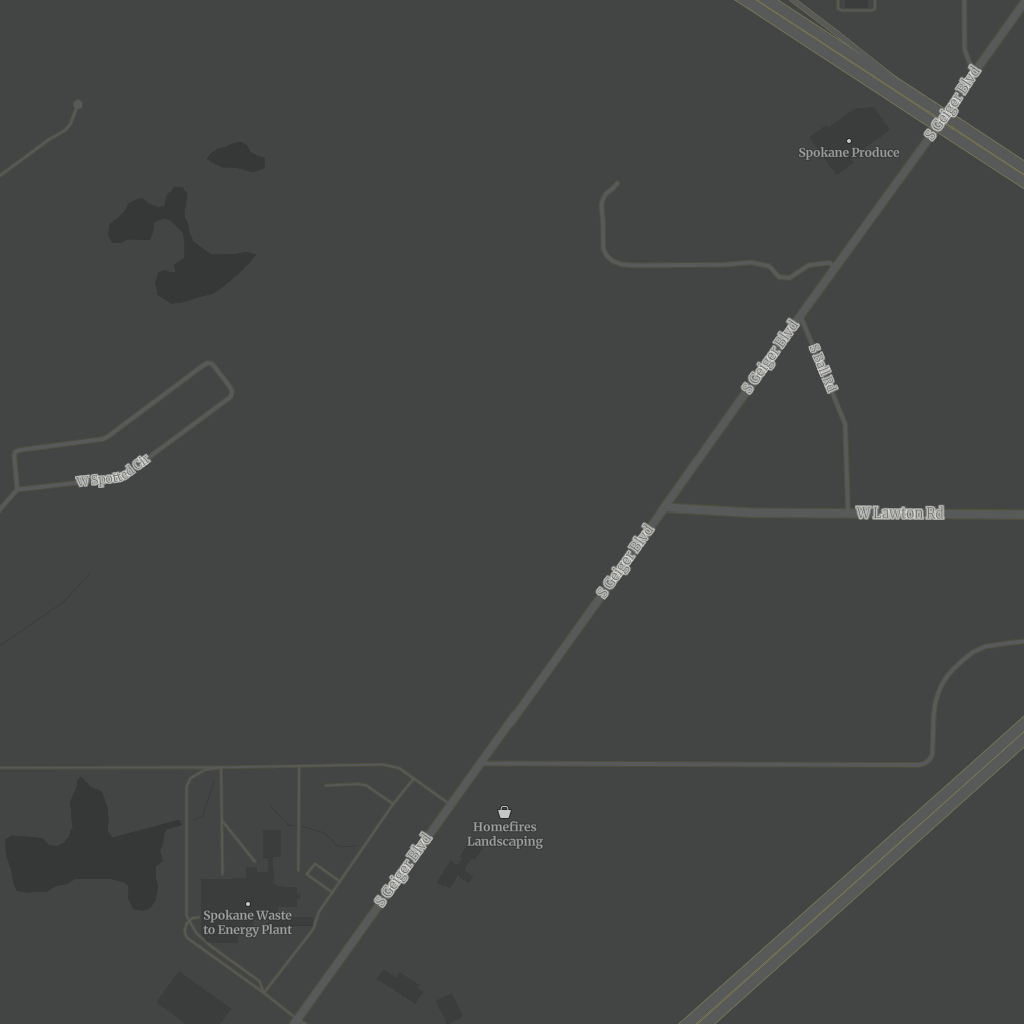 S Geiger Blvd
Spokane Produce
S Geiger Blvd
S Ball Rd
W Spotted Cir
W Lawton Rd
S Geiger Blvd
Homefires
Landscaping
S Geiger Blvd
Spokane Waste
to Energy Plant